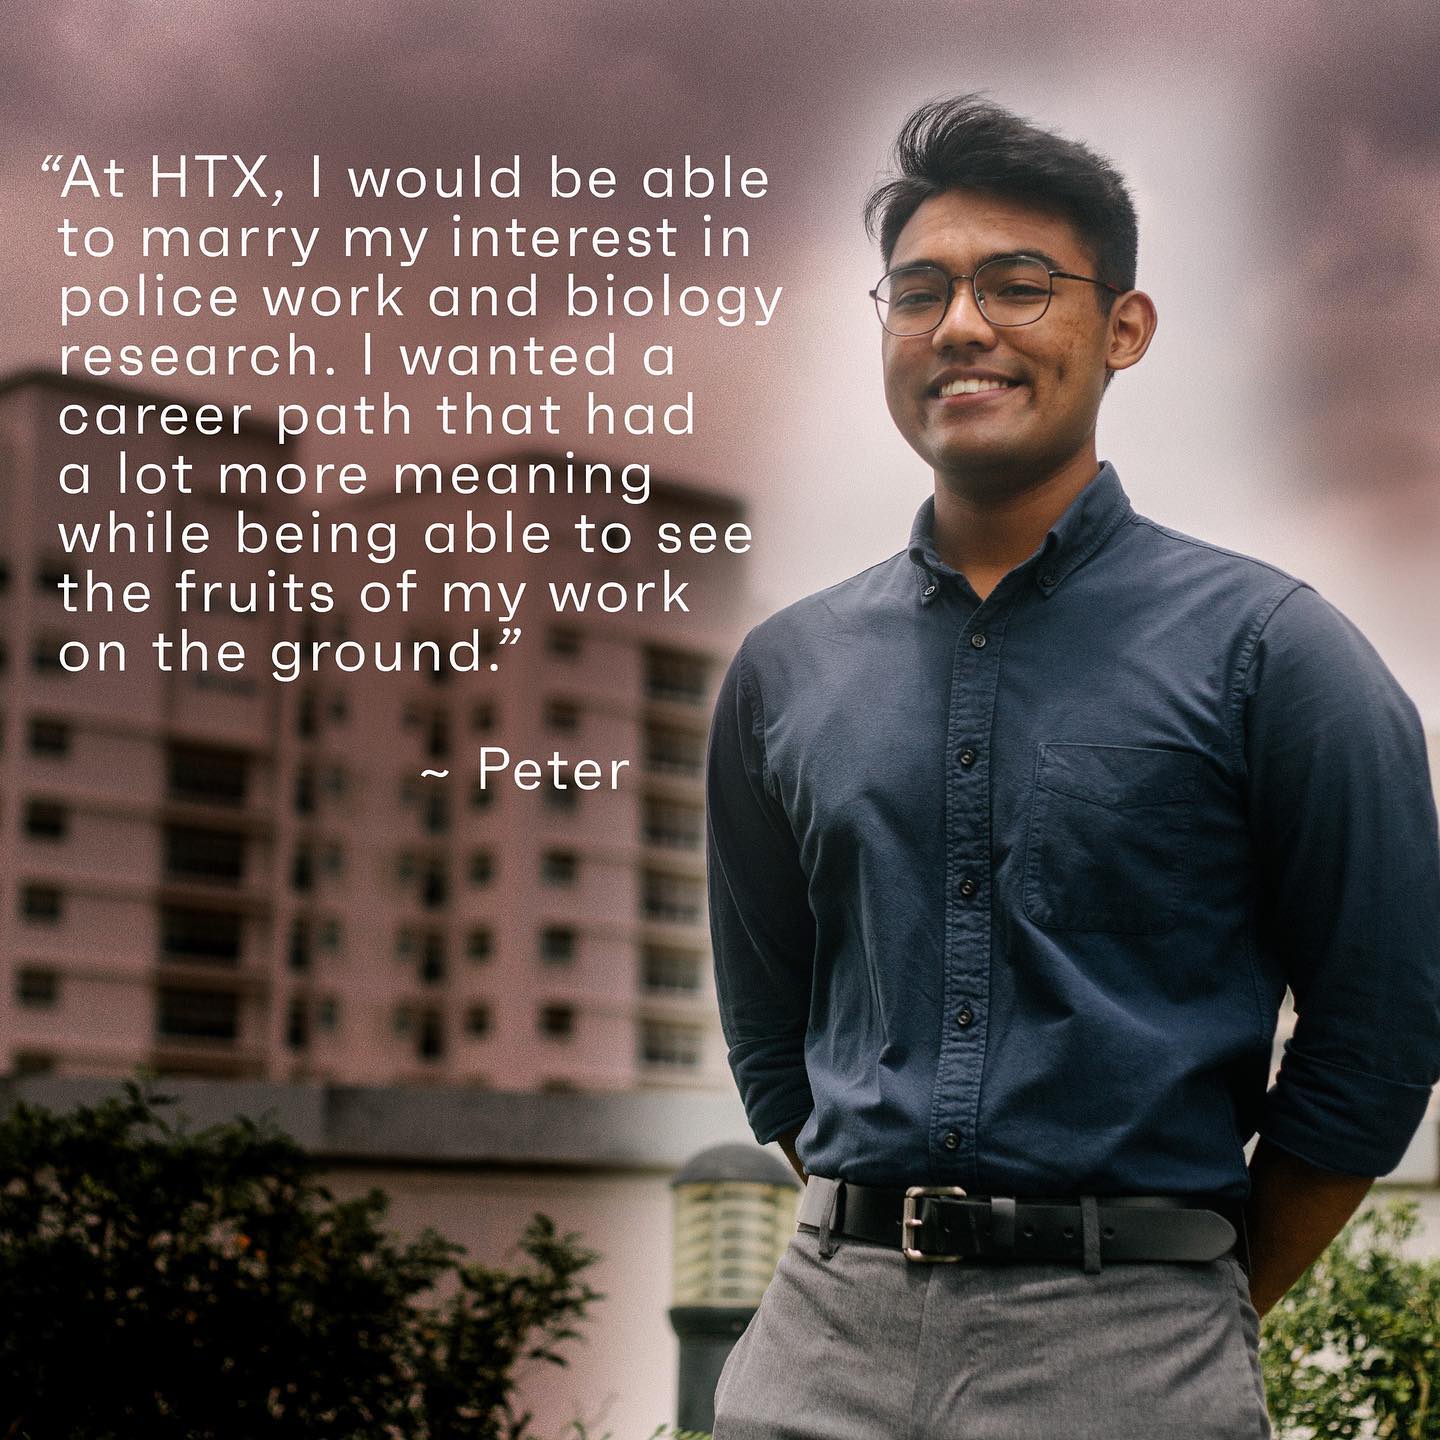 “At HTX, I would be able
to marry my interest in
police work and biology
research. I wanted a
career path that had
a lot more meaning
while being able to see
the fruits of my work
on the ground.”
~ Peter